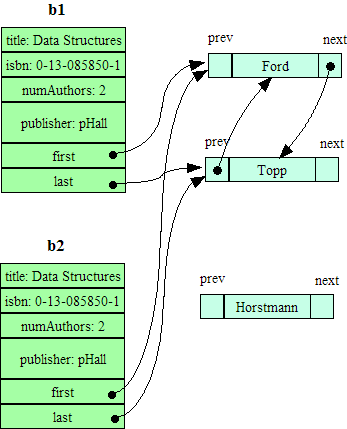 b1
title: Data Structures
isbn: 0-13-085850-1
numAuthors: 2
publisher: pHall
first
last
prev
next
Ford
prev
next
Topp
b2
title: Data Structures
isbn: 0-13-085850-1
numAuthors: 2
publisher: pHall
first
last
prev
next
Horstmann